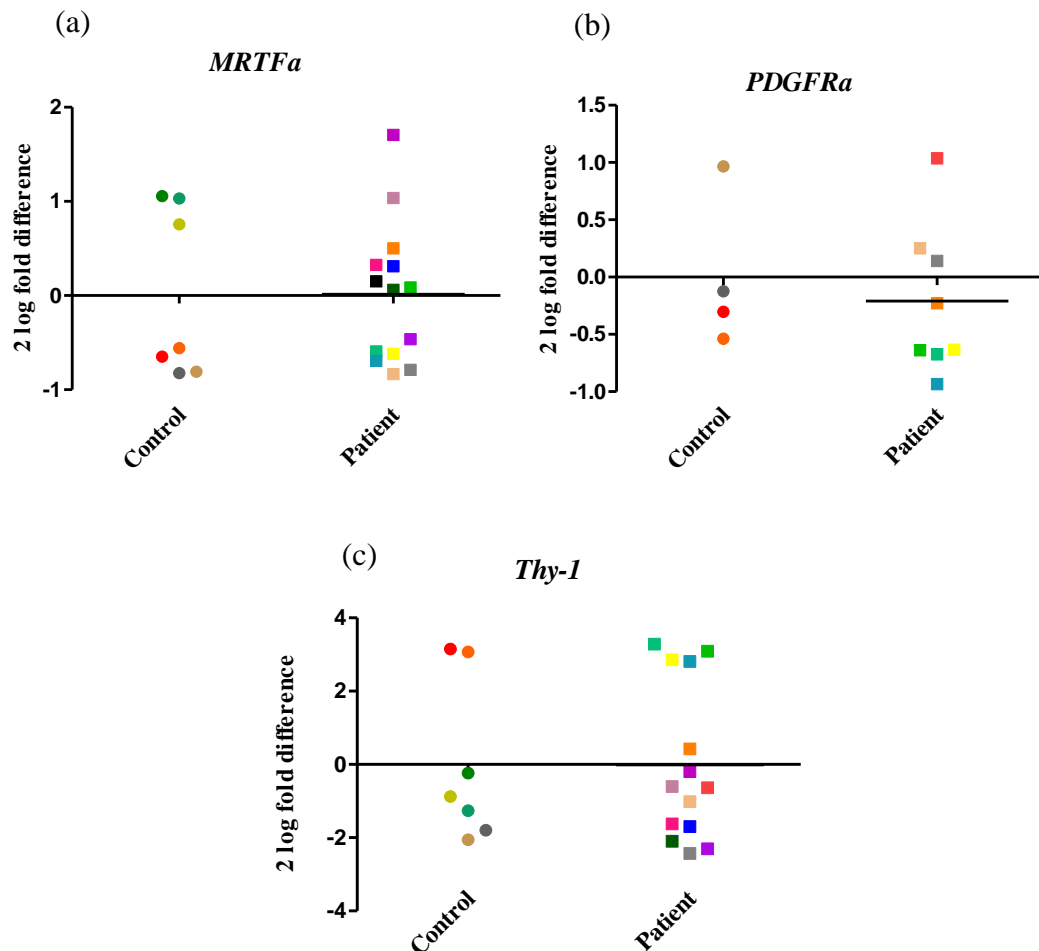 (a)
MRTFa
2 log fold difference
2
1
0
-1
Control
Patient
(b)
PDGFRa
2 log fold difference
1.5
1.0
0.5
0.0
-0.5
-1.0
Control
Patient
(c)
Thy-1
2 log fold difference
4
2
0
-2
-4
Control
Patient